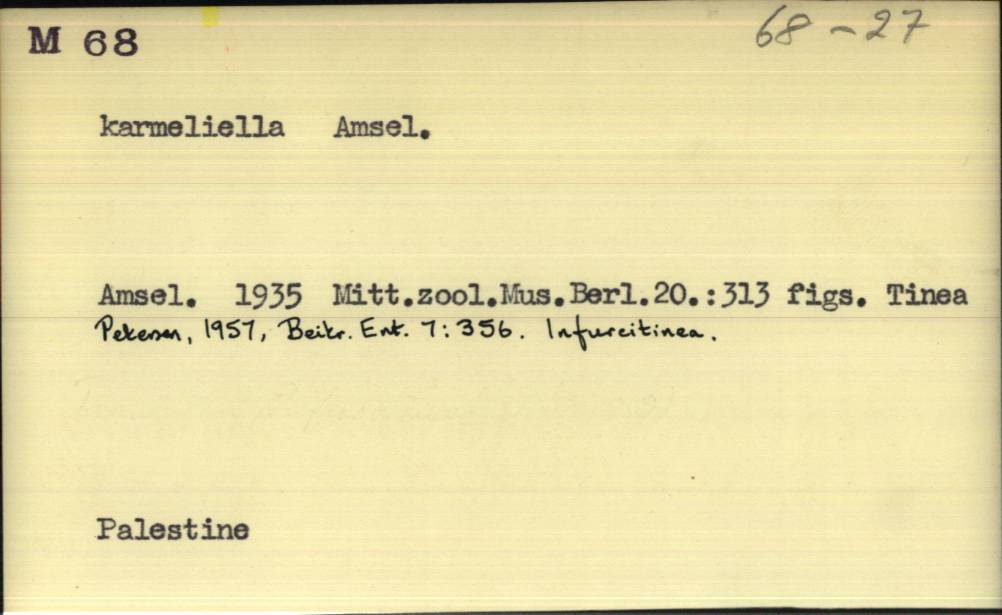 M 68
68-27
karmeliella Amsel.
Amsel. 1935 Mitt.zool.Mus.Berl.20.:313 figs. Tinea
Petersen, 1957, Beitr. Ent. 7:356. Infurcitinea.
Palestine